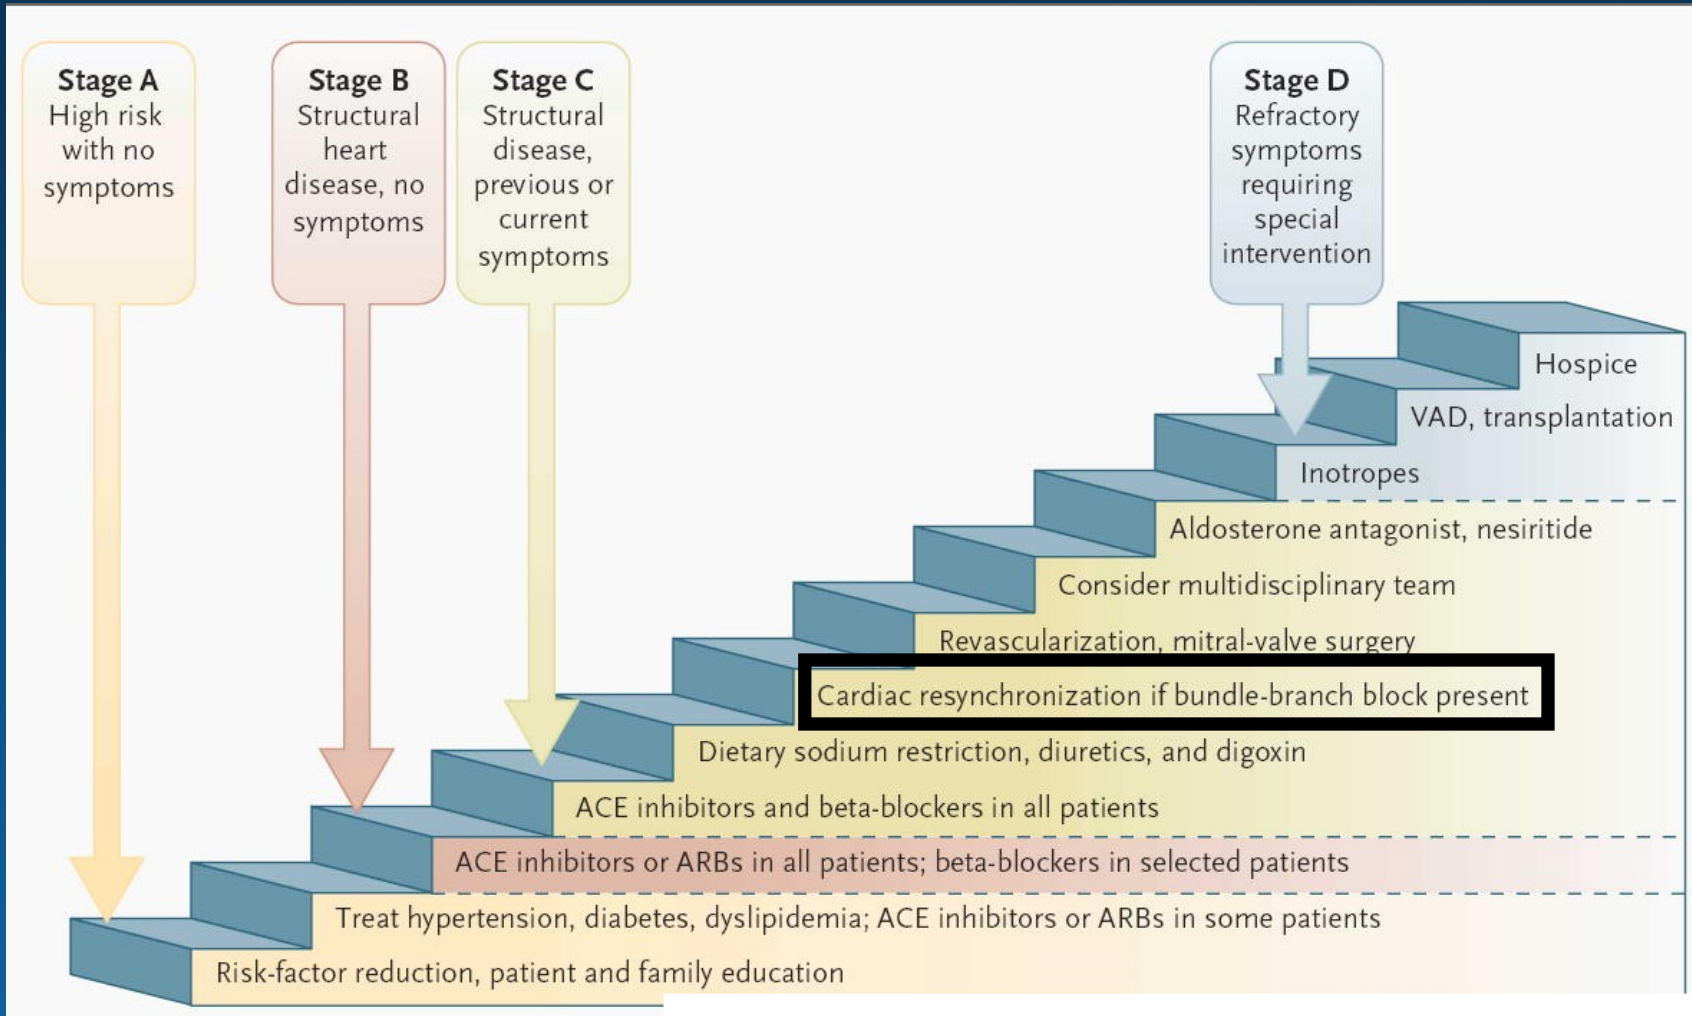 Stage A
High risk
with no
symptoms
Stage B
Structural
heart
disease, no
symptoms
Stage C
Structural
disease,
previous or
current
symptoms
Stage D
Refractory
symptoms
requiring
special
intervention
Hospice
VAD, transplantation
Inotropes
Aldosterone antagonist, nesiritide
Consider multidisciplinary team
Revascularization, mitral-valve surgery
Cardiac resynchronization if bundle-branch block present
Dietary sodium restriction, diuretics, and digoxin
ACE inhibitors and beta-blockers in all patients
ACE inhibitors or ARBs in all patients; beta-blockers in selected patients
Treat hypertension, diabetes, dyslipidemia; ACE inhibitors or ARBs in some patients
Risk-factor reduction, patient and family education